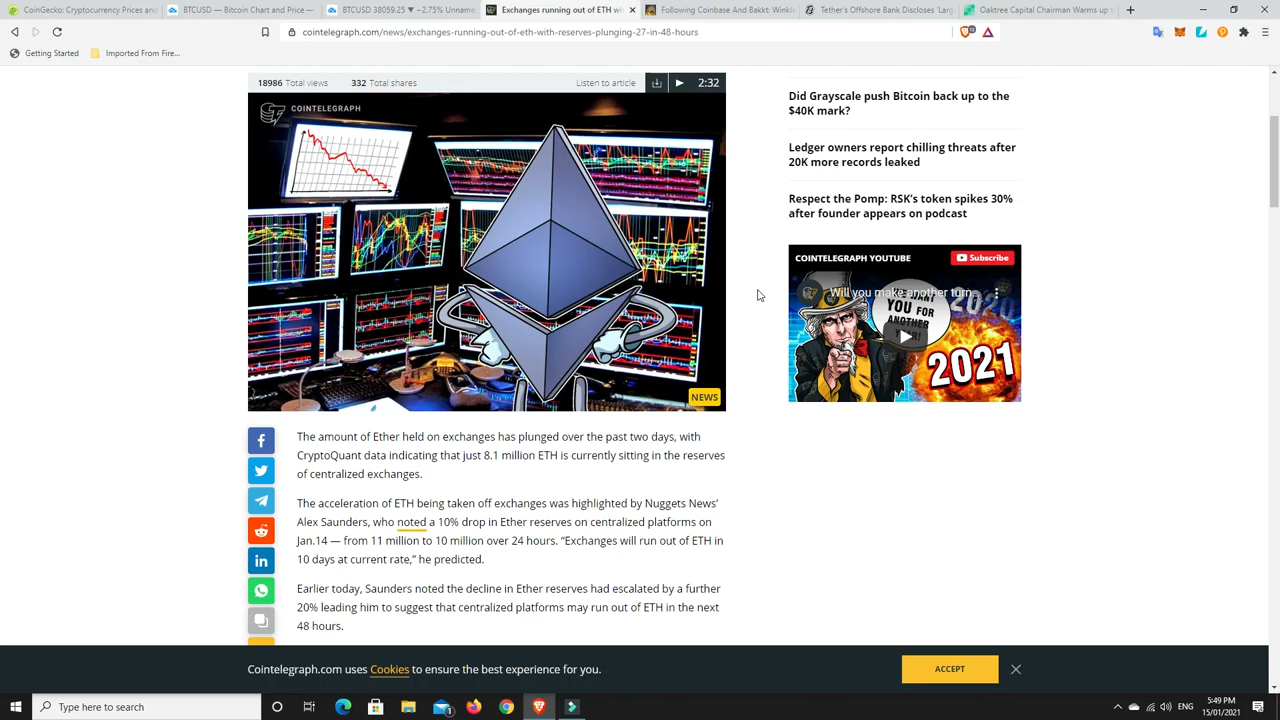 CoinGecko: Cryptocurrency Prices and
BTCUSD — Bitcoin Chart and Price —
BTCUSD 38059.25 ▼ −2.75% Unname
Exchanges running out of ETH wi
Following Coinbase And Bakkt: Winkle
Tether's Offshore Bank Discloses 'Larg
Oaktree Capital Chairman Warms up t
cointelegraph.com/news/exchanges-running-out-of-eth-with-reserves-plunging-27-in-48-hours
Getting Started
Imported From Fire...
18986 Total views
332 Total shares
Listen to article
2:32
COINTELEGRAPH
NEWS
The amount of Ether held on exchanges has plunged over the past two days, with
CryptoQuant data indicating that just 8.1 million ETH is currently sitting in the reserves
of centralized exchanges.
The acceleration of ETH being taken off exchanges was highlighted by Nuggets News’
Alex Saunders, who noted a 10% drop in Ether reserves on centralized platforms on
Jan.14 — from 11 million to 10 million over 24 hours. “Exchanges will run out of ETH in
10 days at current rate,” he predicted.
Earlier today, Saunders noted the decline in Ether reserves had escalated by a further
20% leading him to suggest that centralized platforms may run out of ETH in the next
48 hours.
Did Grayscale push Bitcoin back up to the
$40K mark?
Ledger owners report chilling threats after
20K more records leaked
Respect the Pomp: RSK’s token spikes 30%
after founder appears on podcast
COINTELEGRAPH YOUTUBE
Subscribe
Will you make another turn...
YOU FOR
ANOTHER
2020
2021
Cointelegraph.com uses Cookies to ensure the best experience for you.
ACCEPT
Type here to search
ENG
5:49 PM
15/01/2021